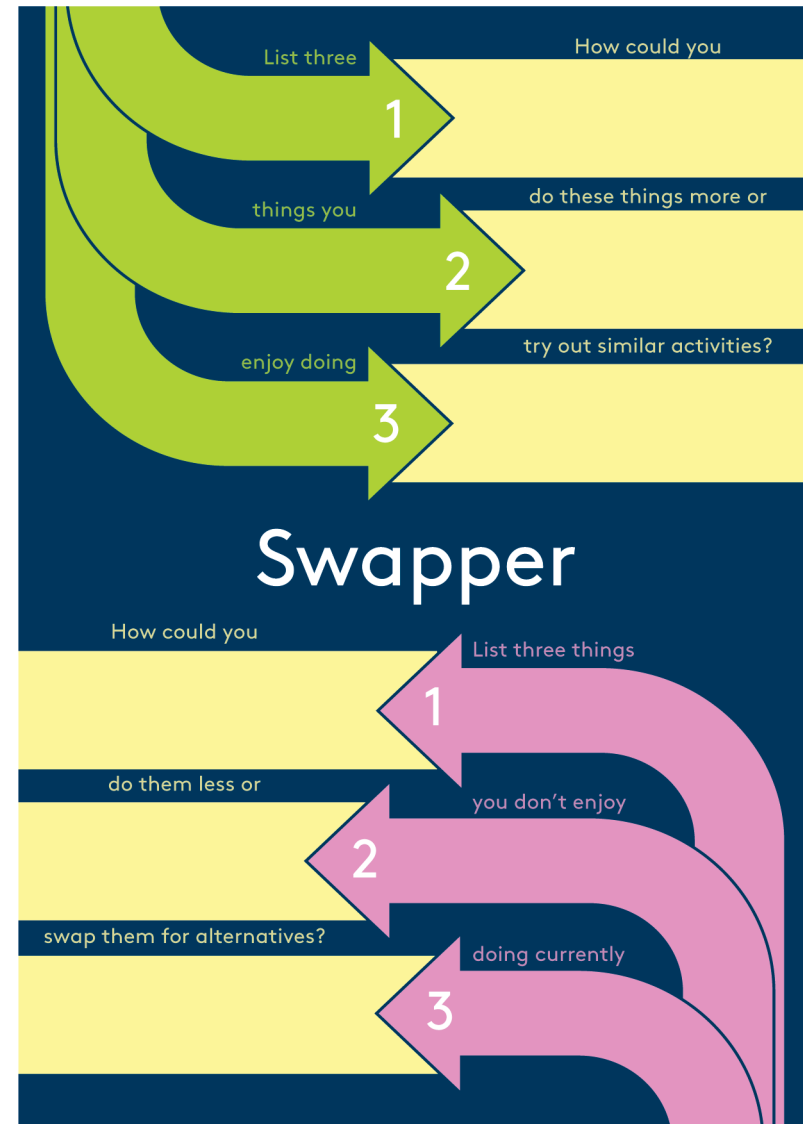 List three
How could you
1
things you
do these things more or
2
enjoy doing
try out similar activities?
3
Swapper
How could you
List three things
1
do them less or
you don’t enjoy
2
swap them for alternatives?
doing currently
3